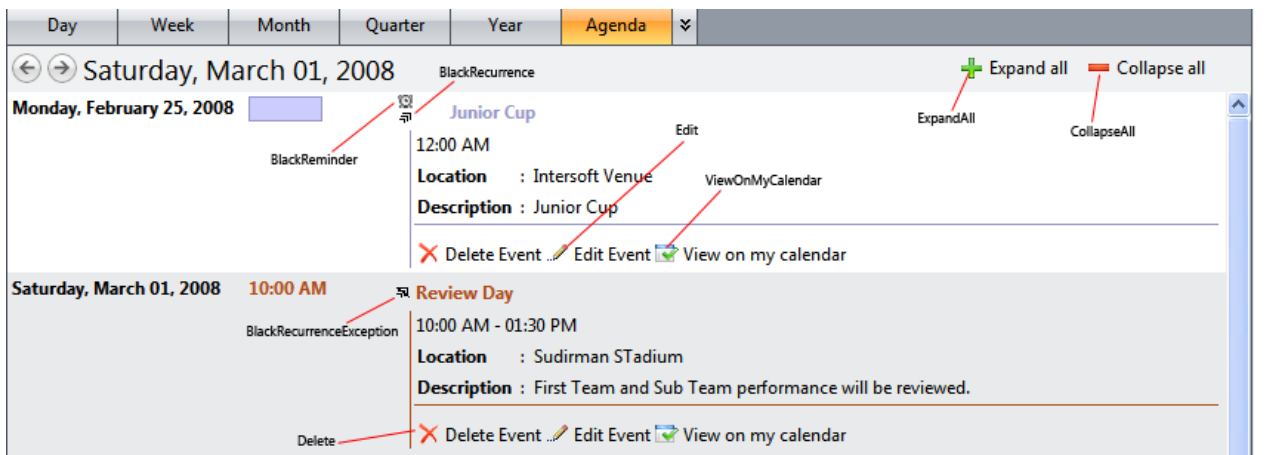 Day Week Month Quarter Year Agenda
Saturday, March 01, 2008 BlackRecurrence Expand all Collapse all
Monday, February 25, 2008 Junior Cup ExpandAll
Edit CollapseAll
12:00 AM
BlackReminder
Location : Intersoft Venue ViewOnMyCalendar
Description : Junior Cup
Delete Event Edit Event View on my calendar
Saturday, March 01, 2008 10:00 AM Review Day
BlackRecurrenceException 10:00 AM - 01:30 PM
Location : Sudirman STadium
Description : First Team and Sub Team performance will be reviewed.
Delete Delete Event Edit Event View on my calendar